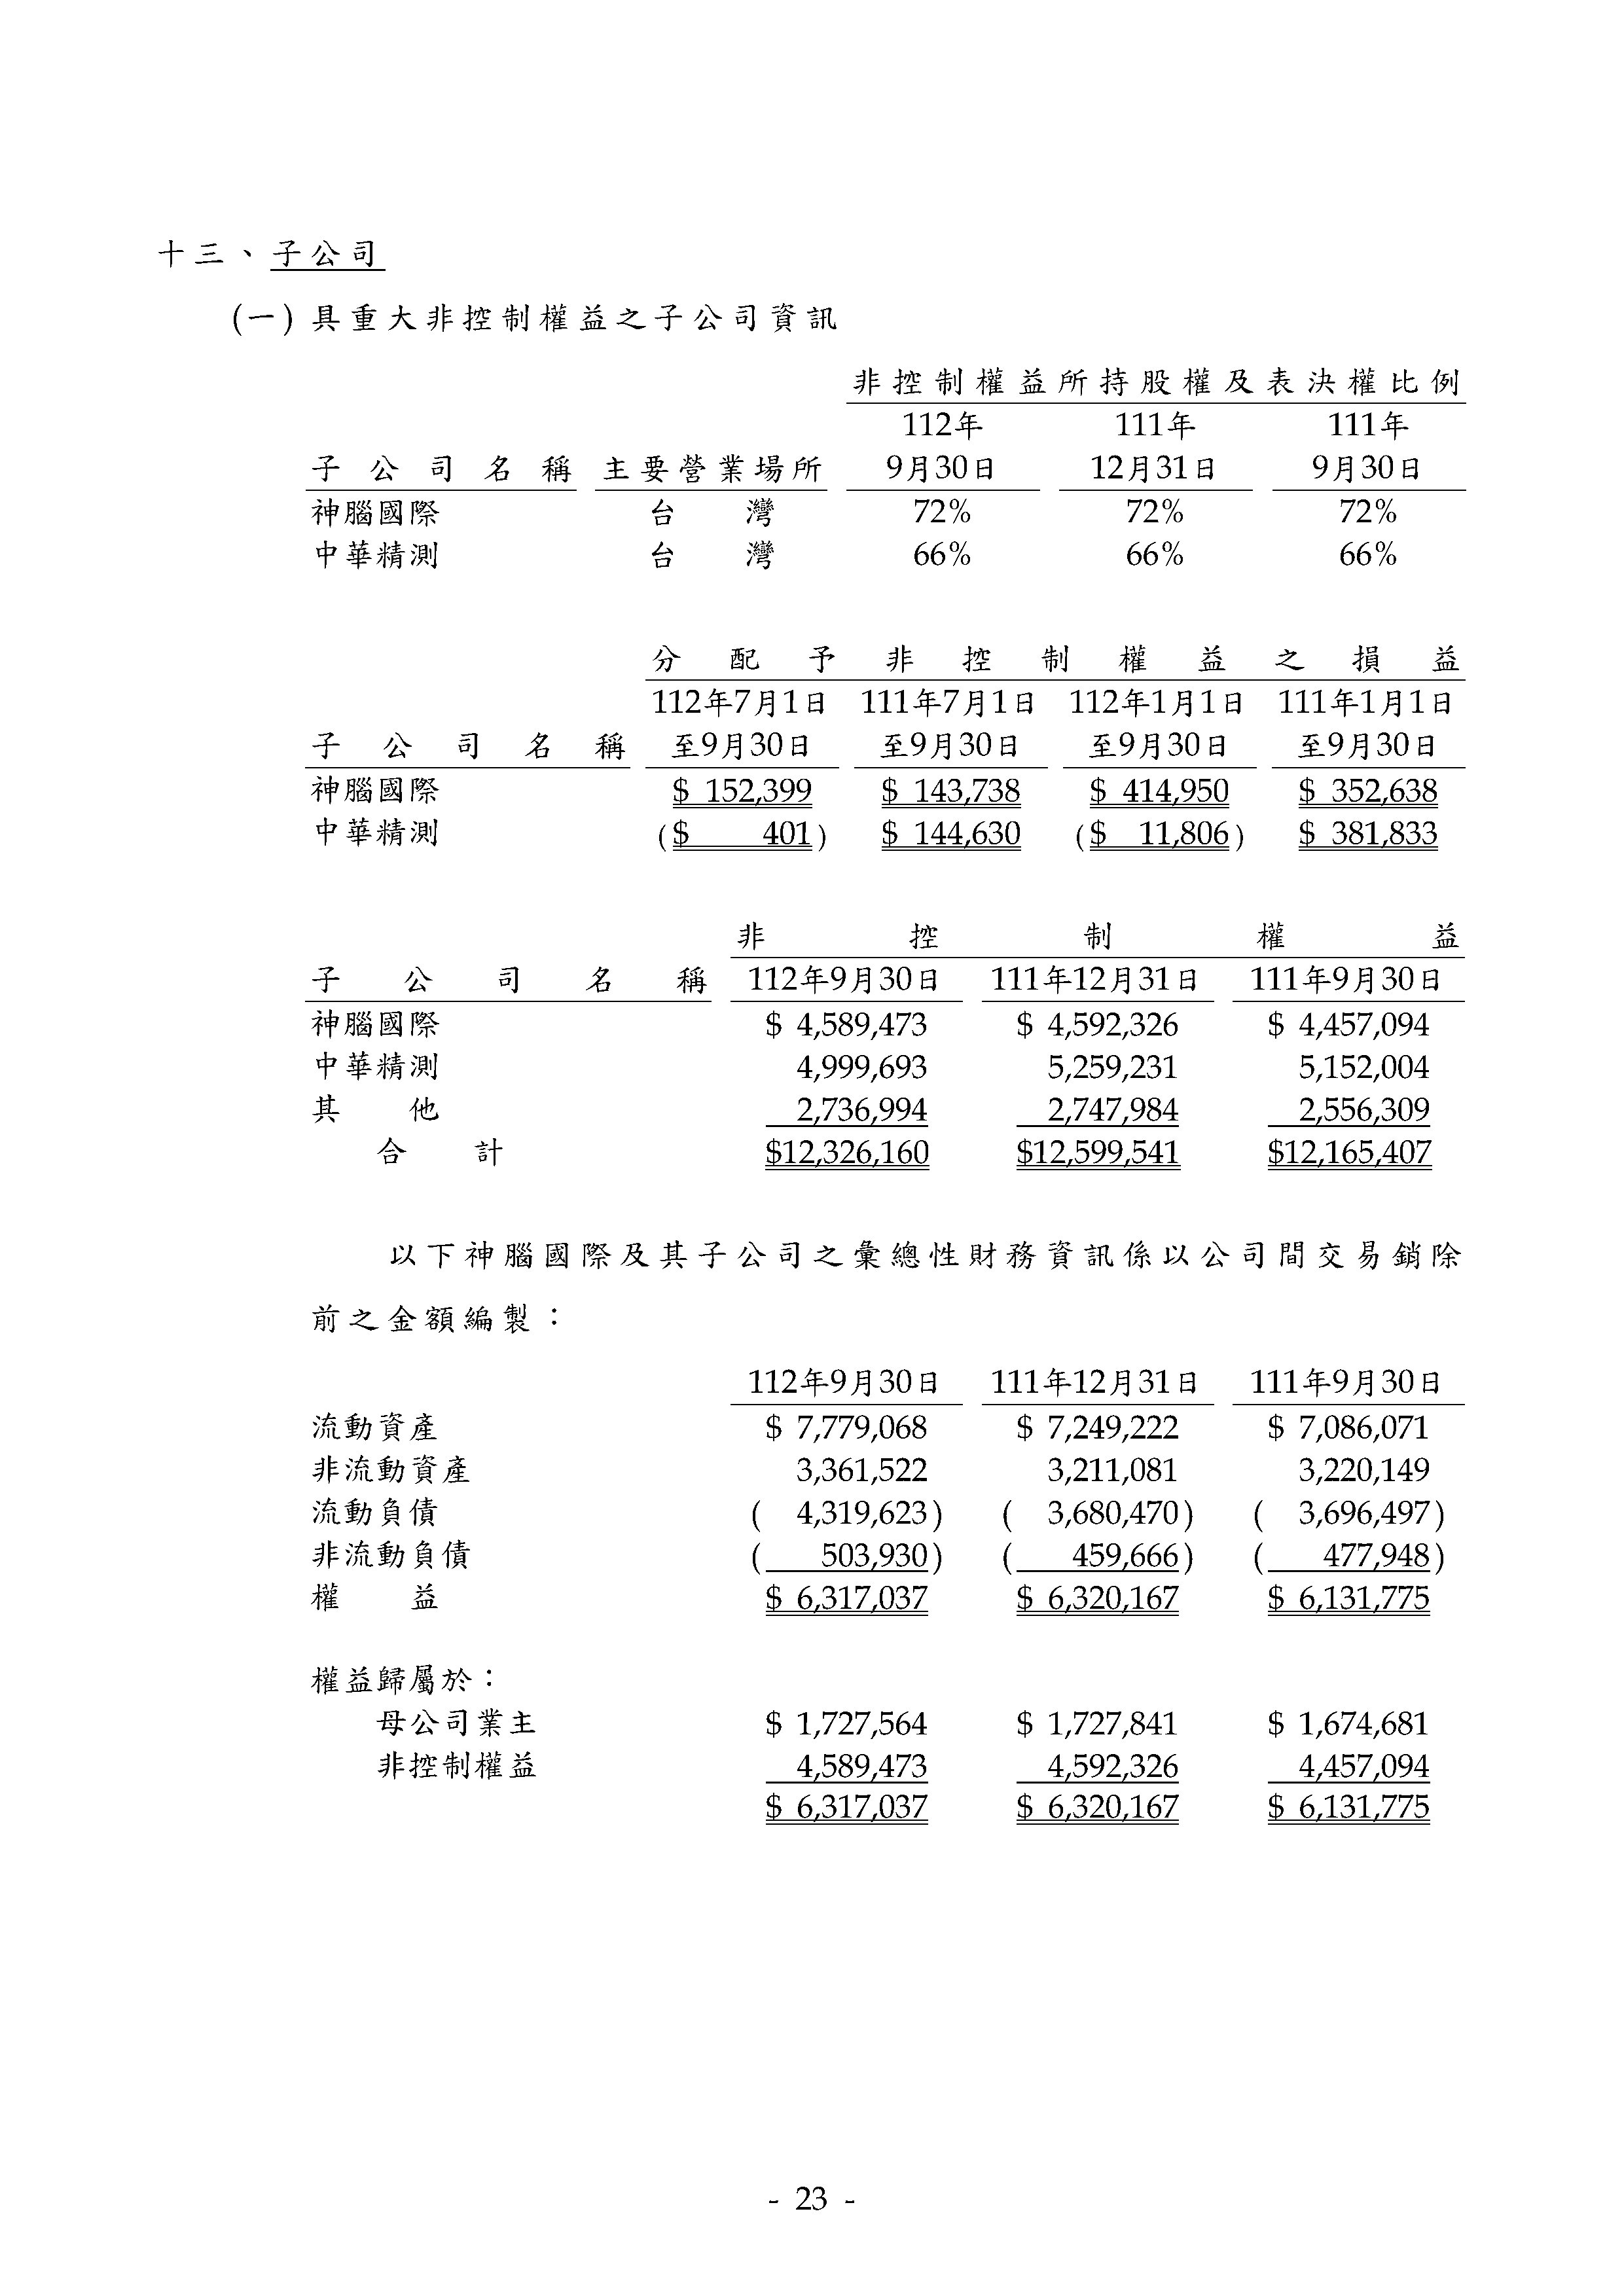 十三、子公司
(一) 具重大非控制權益之子公司資訊
非控制權益所持股權及表決權比例
112年 111年 111年
子公司名稱 主要營業場所 9月30日 12月31日 9月30日
神腦國際 台灣 72% 72% 72%
中華精測 台灣 66% 66% 66%
分配予非控制權益之損益
112年7月1日 111年7月1日 112年1月1日 111年1月1日
子公司名稱 至9月30日 至9月30日 至9月30日 至9月30日
神腦國際 $ 152,399 $ 143,738 $ 414,950 $ 352,638
中華精測 ($ 401) $ 144,630 ($ 11,806) $ 381,833
非控制權益
子公司名稱 112年9月30日 111年12月31日 111年9月30日
神腦國際 $ 4,589,473 $ 4,592,326 $ 4,457,094
中華精測 4,999,693 5,259,231 5,152,004
其他 2,736,994 2,747,984 2,556,309
合計 $12,326,160 $12,599,541 $12,165,407
以下神腦國際及其子公司之彙總性財務資訊係以公司間交易銷除
前之金額編製：
112年9月30日 111年12月31日 111年9月30日
流動資產 $ 7,779,068 $ 7,249,222 $ 7,086,071
非流動資產 3,361,522 3,211,081 3,220,149
流動負債 ( 4,319,623) ( 3,680,470) ( 3,696,497)
非流動負債 ( 503,930) ( 459,666) ( 477,948)
權益 $ 6,317,037 $ 6,320,167 $ 6,131,775
權益歸屬於：
母公司業主 $ 1,727,564 $ 1,727,841 $ 1,674,681
非控制權益 4,589,473 4,592,326 4,457,094
$ 6,317,037 $ 6,320,167 $ 6,131,775
- 23 -